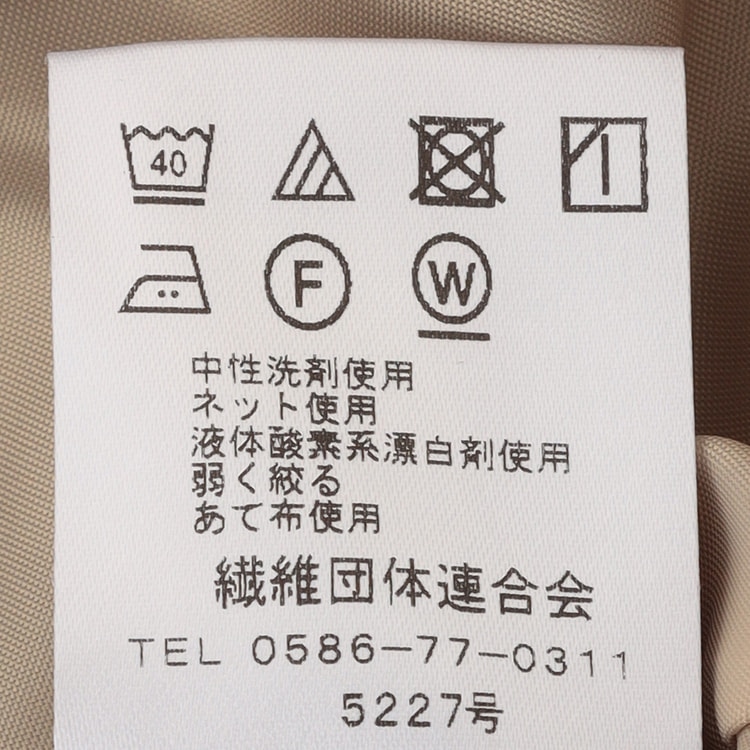 40
F W
中性洗剤使用
ネット使用
液体酸素系漂白剤使用
弱く絞る
あて布使用
繊維団体連合会
TEL 0586-77-0311
5227号